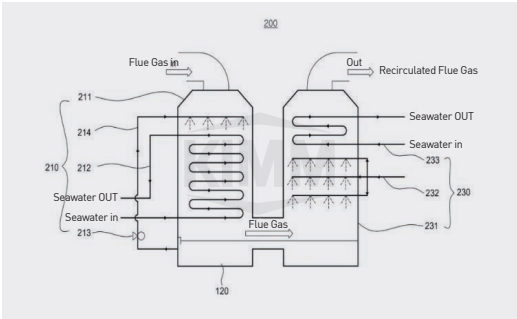 200
Flue Gas in
Out
Recirculated Flue Gas
211
214
210
212
Seawater OUT
Seawater in
213
120
Flue Gas
Seawater OUT
Seawater in
233
232
230
231
KIMM